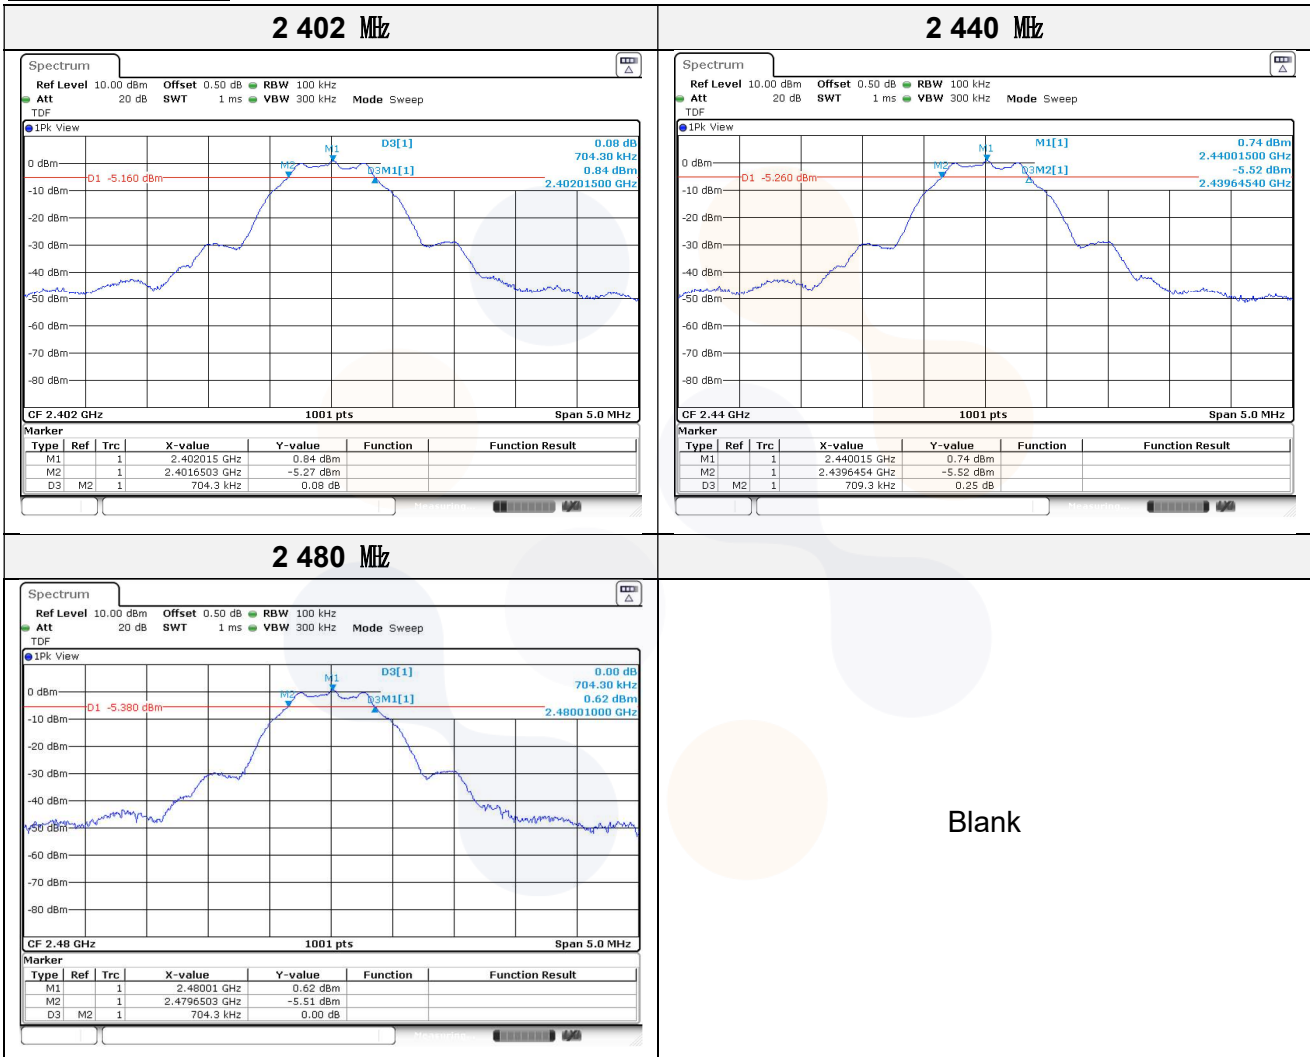 2 402 ㎒
Spectrum
Ref Level 10.00 dBm Offset 0.50 dB RBW 100 kHz
Att 20 dB SWT 1 ms VBW 300 kHz Mode Sweep
TDF
1Pk View
D3[1] 0.08 dB
704.30 kHz
M1[1] 0.84 dBm
2.40201500 GHz
M1
M2
D3
D1 -5.160 dBm
0 dBm
-10 dBm
-20 dBm
-30 dBm
-40 dBm
-50 dBm
-60 dBm
-70 dBm
-80 dBm
CF 2.402 GHz 1001 pts Span 5.0 MHz
Marker
Type Ref Trc X-value Y-value Function Function Result
M1 1 2.402015 GHz 0.84 dBm
M2 1 2.4016503 GHz -5.27 dBm
D3 M2 1 704.3 kHz 0.08 dB
Measuring...
2 440 ㎒
Spectrum
Ref Level 10.00 dBm Offset 0.50 dB RBW 100 kHz
Att 20 dB SWT 1 ms VBW 300 kHz Mode Sweep
TDF
1Pk View
M1[1] 0.74 dBm
2.44001500 GHz
M2[1] -5.52 dBm
2.43964540 GHz
M1
M2
D3
D1 -5.260 dBm
0 dBm
-10 dBm
-20 dBm
-30 dBm
-40 dBm
-50 dBm
-60 dBm
-70 dBm
-80 dBm
CF 2.44 GHz 1001 pts Span 5.0 MHz
Marker
Type Ref Trc X-value Y-value Function Function Result
M1 1 2.440015 GHz 0.74 dBm
M2 1 2.4396454 GHz -5.52 dBm
D3 M2 1 709.3 kHz 0.25 dB
Measuring...
2 480 ㎒
Spectrum
Ref Level 10.00 dBm Offset 0.50 dB RBW 100 kHz
Att 20 dB SWT 1 ms VBW 300 kHz Mode Sweep
TDF
1Pk View
D3[1] 0.00 dB
704.30 kHz
M1[1] 0.62 dBm
2.48001000 GHz
M1
M2
D3
D1 -5.380 dBm
0 dBm
-10 dBm
-20 dBm
-30 dBm
-40 dBm
-50 dBm
-60 dBm
-70 dBm
-80 dBm
CF 2.48 GHz 1001 pts Span 5.0 MHz
Marker
Type Ref Trc X-value Y-value Function Function Result
M1 1 2.48001 GHz 0.62 dBm
M2 1 2.4796503 GHz -5.51 dBm
D3 M2 1 704.3 kHz 0.00 dB
Measuring...
Blank